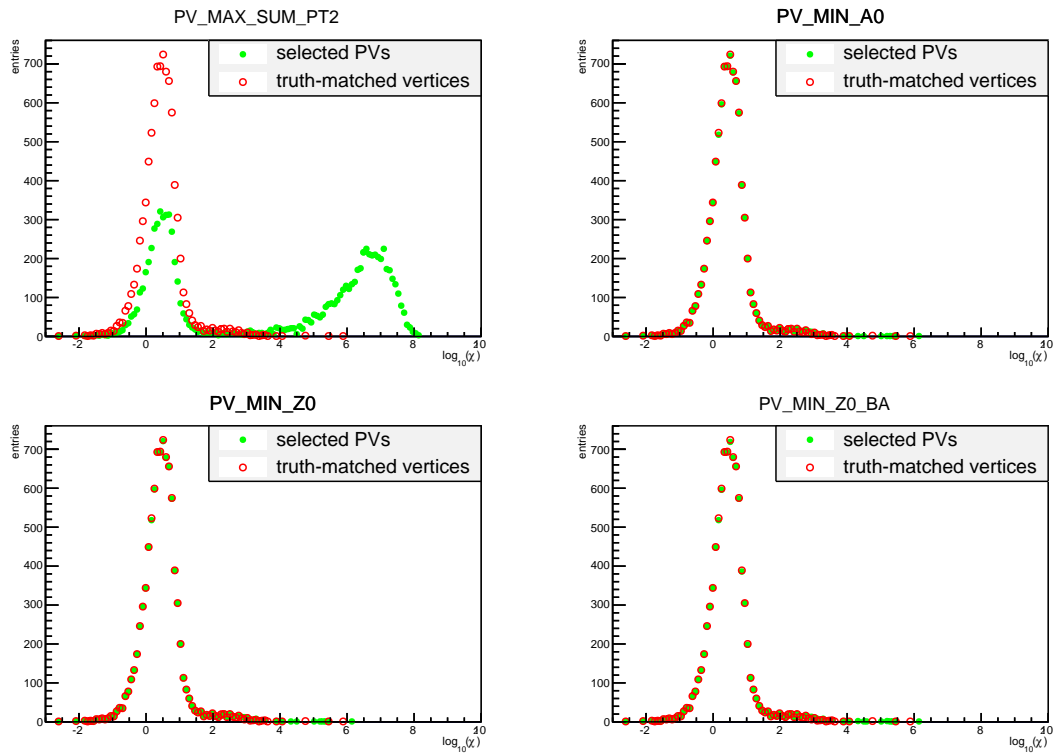 PV_MAX_SUM_PT2
entries
selected PVs
truth-matched vertices
700
600
500
400
300
200
100
0
-2 0 2 4 6 8 10
log10(χ)
PV_MIN_A0
entries
selected PVs
truth-matched vertices
700
600
500
400
300
200
100
0
-2 0 2 4 6 8 10
log10(χ)
PV_MIN_Z0
entries
selected PVs
truth-matched vertices
700
600
500
400
300
200
100
0
-2 0 2 4 6 8 10
log10(χ)
PV_MIN_Z0_BA
entries
selected PVs
truth-matched vertices
700
600
500
400
300
200
100
0
-2 0 2 4 6 8 10
log10(χ)